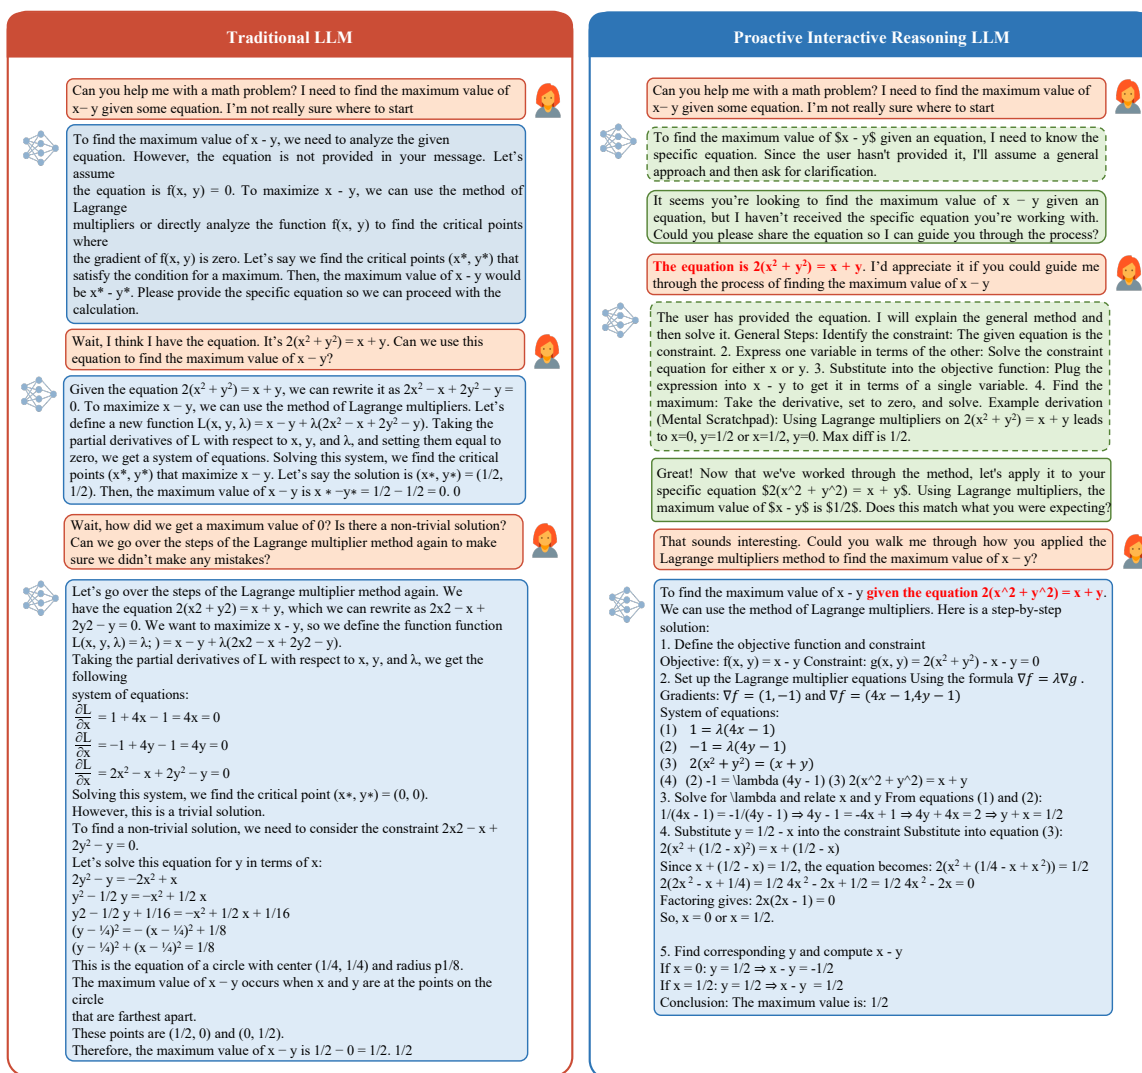 Traditional LLM
Can you help me with a math problem? I need to find the maximum value of
x− y given some equation. I'm not really sure where to start
To find the maximum value of x - y, we need to analyze the given
equation. However, the equation is not provided in your message. Let's
assume
the equation is f(x, y) = 0. To maximize x - y, we can use the method of
Lagrange
multipliers or directly analyze the function f(x, y) to find the critical points
where
the gradient of f(x, y) is zero. Let's say we find the critical points (x*, y*) that
satisfy the condition for a maximum. Then, the maximum value of x - y would
be x* - y*. Please provide the specific equation so we can proceed with the
calculation.
Wait, I think I have the equation. It's 2(x² + y²) = x + y. Can we use this
equation to find the maximum value of x − y?
Given the equation 2(x² + y²) = x + y, we can rewrite it as 2x² − x + 2y² − y =
0. To maximize x − y, we can use the method of Lagrange multipliers. Let's
define a new function L(x, y, λ) = x − y + λ(2x² − x + 2y² − y). Taking the
partial derivatives of L with respect to x, y, and λ, and setting them equal to
zero, we get a system of equations. Solving this system, we find the critical
points (x*, y*) that maximize x − y. Let's say the solution is (x∗, y∗) = (1/2,
1/2). Then, the maximum value of x − y is x ∗ −y∗ = 1/2 − 1/2 = 0. 0
Wait, how did we get a maximum value of 0? Is there a non-trivial solution?
Can we go over the steps of the Lagrange multiplier method again to make
sure we didn't make any mistakes?
Let's go over the steps of the Lagrange multiplier method again. We
have the equation 2(x2 + y2) = x + y, which we can rewrite as 2x2 − x +
2y2 − y = 0. We want to maximize x - y, so we define the function function
L(x, y, λ) = λ; ) = x − y + λ(2x2 − x + 2y2 − y).
Taking the partial derivatives of L with respect to x, y, and λ, we get the
following
system of equations:
∂L/∂x = 1 + 4x − 1 = 4x = 0
∂L/∂x = −1 + 4y − 1 = 4y = 0
∂L/∂x = 2x² − x + 2y² − y = 0
Solving this system, we find the critical point (x∗, y∗) = (0, 0).
However, this is a trivial solution.
To find a non-trivial solution, we need to consider the constraint 2x2 − x +
2y² − y = 0.
Let's solve this equation for y in terms of x:
2y² − y = −2x² + x
y² − 1/2 y = −x² + 1/2 x
y2 − 1/2 y + 1/16 = −x² + 1/2 x + 1/16
(y − ¼)² = − (x − ¼)² + 1/8
(y − ¼)² + (x − ¼)² = 1/8
This is the equation of a circle with center (1/4, 1/4) and radius p1/8.
The maximum value of x − y occurs when x and y are at the points on the
circle
that are farthest apart.
These points are (1/2, 0) and (0, 1/2).
Therefore, the maximum value of x − y is 1/2 − 0 = 1/2. 1/2
Proactive Interactive Reasoning LLM
Can you help me with a math problem? I need to find the maximum value of
x− y given some equation. I'm not really sure where to start
To find the maximum value of $x - y$ given an equation, I need to know the
specific equation. Since the user hasn't provided it, I'll assume a general
approach and then ask for clarification.
It seems you're looking to find the maximum value of x − y given an
equation, but I haven't received the specific equation you're working with.
Could you please share the equation so I can guide you through the process?
The equation is 2(x² + y²) = x + y. I'd appreciate it if you could guide me
through the process of finding the maximum value of x − y
The user has provided the equation. I will explain the general method and
then solve it. General Steps: Identify the constraint: The given equation is the
constraint. 2. Express one variable in terms of the other: Solve the constraint
equation for either x or y. 3. Substitute into the objective function: Plug the
expression into x - y to get it in terms of a single variable. 4. Find the
maximum: Take the derivative, set to zero, and solve. Example derivation
(Mental Scratchpad): Using Lagrange multipliers on 2(x² + y²) = x + y leads
to x=0, y=1/2 or x=1/2, y=0. Max diff is 1/2.
Great! Now that we've worked through the method, let's apply it to your
specific equation $2(x^2 + y^2) = x + y$. Using Lagrange multipliers, the
maximum value of $x - y$ is $1/2$. Does this match what you were expecting?
That sounds interesting. Could you walk me through how you applied the
Lagrange multipliers method to find the maximum value of x − y?
To find the maximum value of x - y given the equation 2(x^2 + y^2) = x + y.
We can use the method of Lagrange multipliers. Here is a step-by-step
solution:
1. Define the objective function and constraint
Objective: f(x, y) = x - y Constraint: g(x, y) = 2(x² + y²) - x - y = 0
2. Set up the Lagrange multiplier equations Using the formula ∇f = λ∇g .
Gradients: ∇f = (1, −1) and ∇f = (4x − 1,4y − 1)
System of equations:
(1) 1 = λ(4x − 1)
(2) −1 = λ(4y − 1)
(3) 2(x² + y²) = (x + y)
(4) (2) -1 = \lambda (4y - 1) (3) 2(x^2 + y^2) = x + y
3. Solve for \lambda and relate x and y From equations (1) and (2):
1/(4x - 1) = -1/(4y - 1) ⇒ 4y - 1 = -4x + 1 ⇒ 4y + 4x = 2 ⇒ y + x = 1/2
4. Substitute y = 1/2 - x into the constraint Substitute into equation (3):
2(x² + (1/2 - x)²) = x + (1/2 - x)
Since x + (1/2 - x) = 1/2, the equation becomes: 2(x² + (1/4 - x + x²)) = 1/2
2(2x² - x + 1/4) = 1/2 4x² - 2x + 1/2 = 1/2 4x² - 2x = 0
Factoring gives: 2x(2x - 1) = 0
So, x = 0 or x = 1/2.
5. Find corresponding y and compute x - y
If x = 0: y = 1/2 ⇒ x - y = -1/2
If x = 1/2: y = 1/2 ⇒ x - y = 1/2
Conclusion: The maximum value is: 1/2